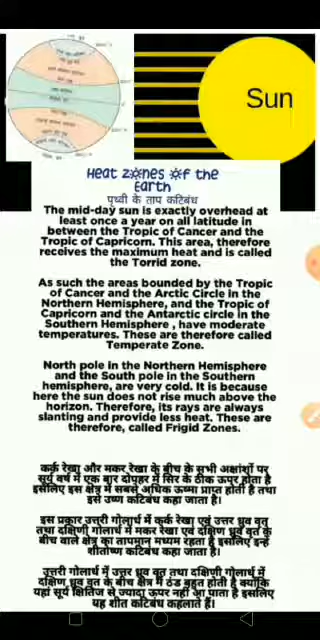 Sun
Heat zones of the
Earth
पृथ्वी के ताप कटिबंध
The mid-day sun is exactly overhead at
least once a year on all latitude in
between the Tropic of Cancer and the
Tropic of Capricorn. This area, therefore
receives the maximum heat and is called
the Torrid zone.
As such the areas bounded by the Tropic
of Cancer and the Arctic Circle in the
Northern Hemisphere, and the Tropic of
Capricorn and the Antarctic circle in the
Southern Hemisphere , have moderate
temperatures. These are therefore called
Temperate Zone.
North pole in the Northern Hemisphere
and the South pole in the Southern
hemisphere, are very cold. It is because
here the sun does not rise much above the
horizon. Therefore, its rays are always
slanting and provide less heat. These are
therefore, called Frigid Zones.
कर्क रेखा और मकर रेखा के बीच के सभी अक्षांशों पर
सूर्य वर्ष में एक बार दोपहर में सिर के ठीक ऊपर होता है
इसलिए इस क्षेत्र में सबसे अधिक ऊष्मा प्राप्त होती है तथा
इसे उष्ण कटिबंध कहा जाता है।
इस प्रकार उत्तरी गोलार्ध में कर्क रेखा एवं उत्तर ध्रुव वृत
तथा दक्षिणी गोलार्ध में मकर रेखा एवं दक्षिण ध्रुव वृत के
बीच वाले क्षेत्र का तापमान मध्यम रहता है इसलिए इन्हें
शीतोष्ण कटिबंध कहा जाता है।
उत्तरी गोलार्ध में उत्तर ध्रुव वृत तथा दक्षिणी गोलार्ध में
दक्षिण ध्रुव वृत के बीच क्षेत्र में ठंड बहुत होती है क्योंकि
यहां सूर्य क्षितिज से ज्यादा ऊपर नहीं आ पाता है इसलिए
यह शीत कटिबंध कहलाते हैं।